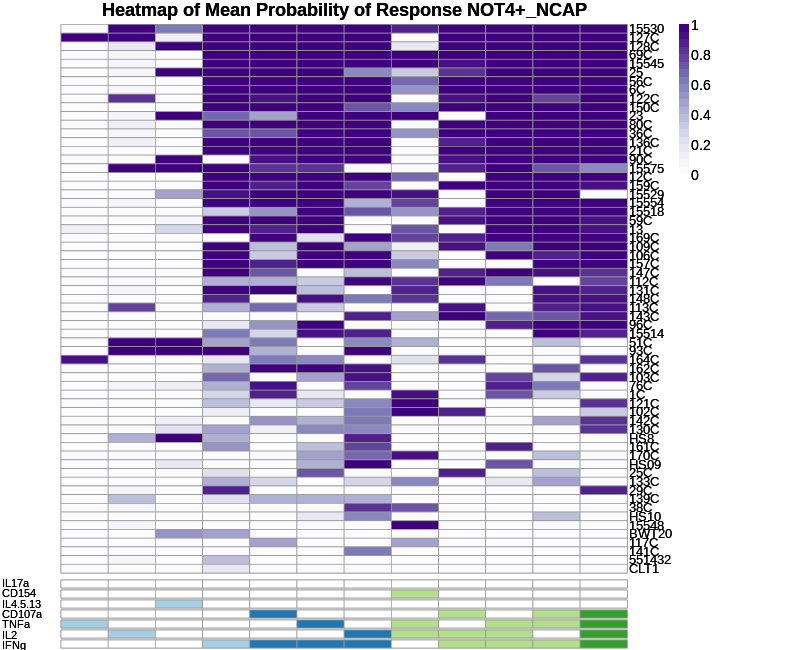 Heatmap of Mean Probability of Response NOT4+_NCAP
15530
127C
128C
69C
15545
25
56C
6C
122C
150C
23
80C
36C
136C
21C
90C
15575
12C
159C
15529
15554
15518
59C
13
169C
109C
106C
157C
147C
112C
131C
148C
113C
143C
96C
15514
51C
93C
164C
162C
103C
76C
1C
121C
102C
142C
130C
HS8
161C
170C
HS09
25C
133C
29C
139C
38C
HS10
15548
BWT20
117C
141C
551432
CLT1
1
0.8
0.6
0.4
0.2
0
IL17a
CD154
IL4.5.13
CD107a
TNFa
IL2
IFNg